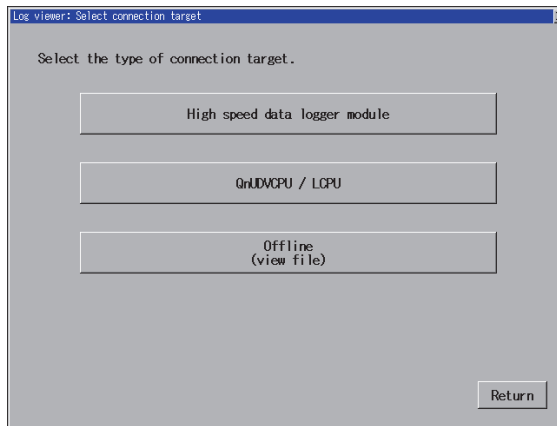 Log viewer: Select connection target
Select the type of connection target.
High speed data logger module
QnUDVCPU / LCPU
Offline
(view file)
Return